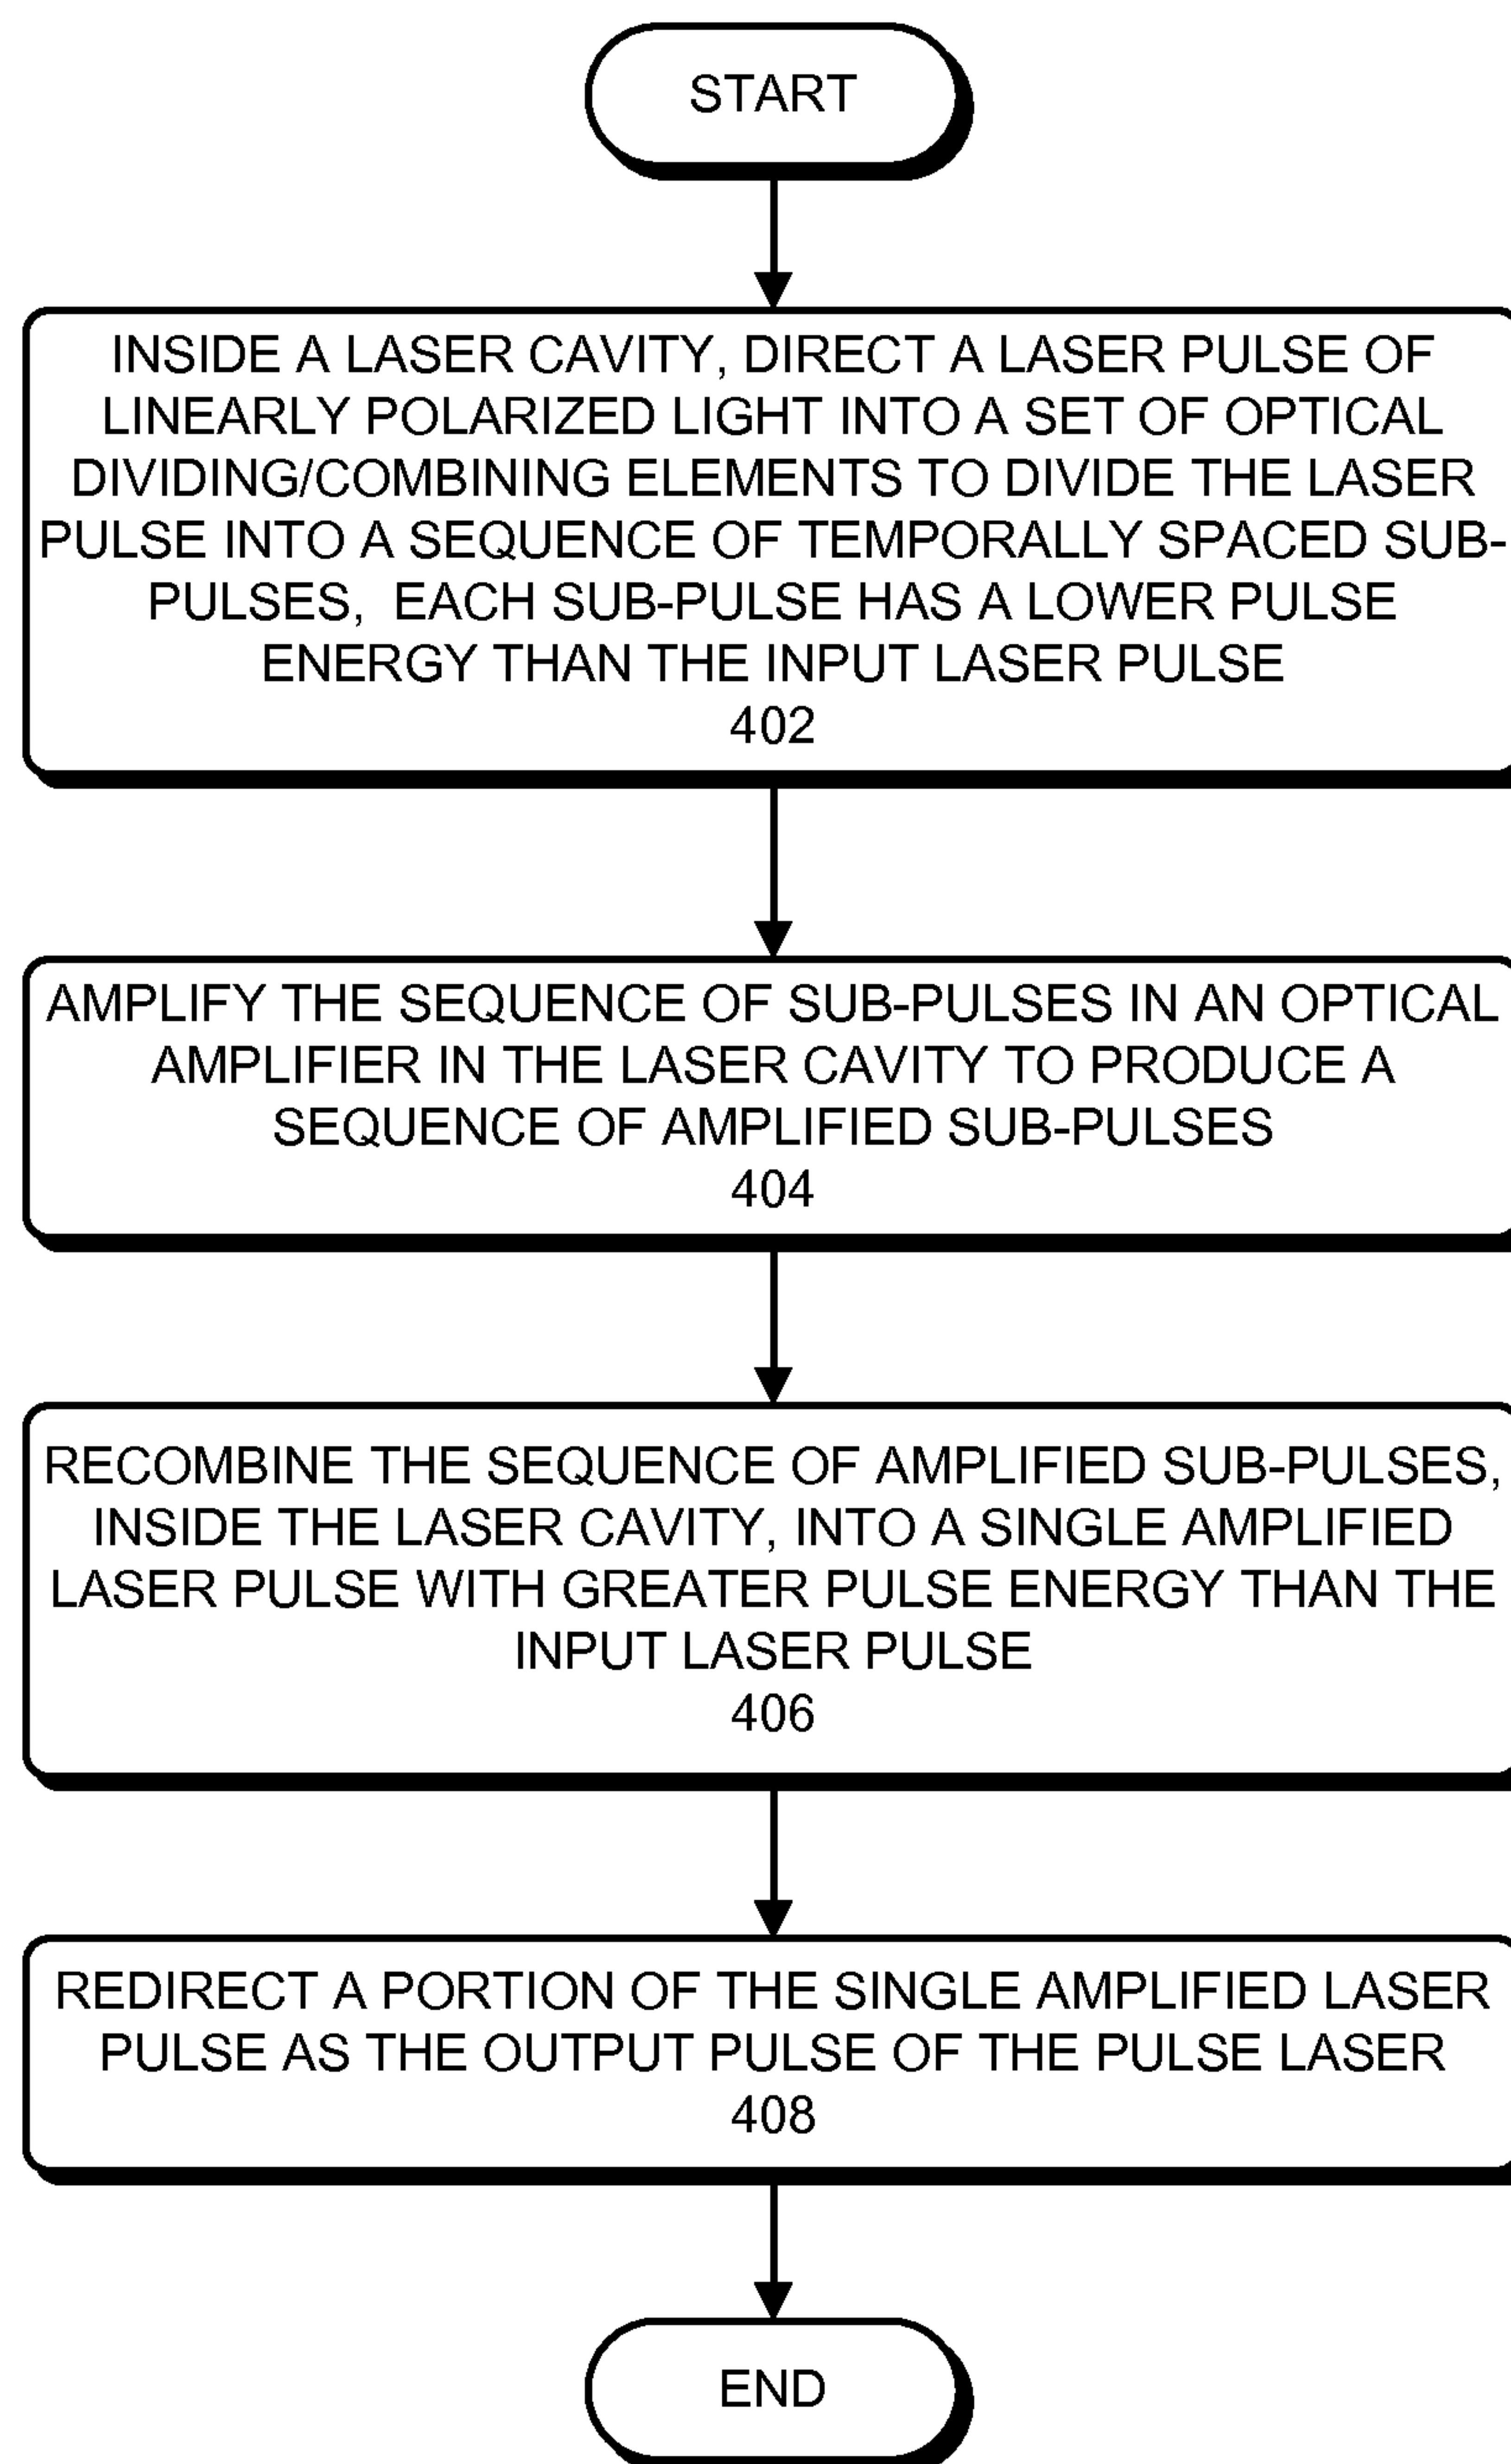 START
INSIDE A LASER CAVITY, DIRECT A LASER PULSE OF
LINEARLY POLARIZED LIGHT INTO A SET OF OPTICAL
DIVIDING/COMBINING ELEMENTS TO DIVIDE THE LASER
PULSE INTO A SEQUENCE OF TEMPORALLY SPACED SUB-
PULSES,  EACH SUB-PULSE HAS A LOWER PULSE
ENERGY THAN THE INPUT LASER PULSE
402
AMPLIFY THE SEQUENCE OF SUB-PULSES IN AN OPTICAL
AMPLIFIER IN THE LASER CAVITY TO PRODUCE A
SEQUENCE OF AMPLIFIED SUB-PULSES
404
RECOMBINE THE SEQUENCE OF AMPLIFIED SUB-PULSES,
INSIDE THE LASER CAVITY, INTO A SINGLE AMPLIFIED
LASER PULSE WITH GREATER PULSE ENERGY THAN THE
INPUT LASER PULSE
406
REDIRECT A PORTION OF THE SINGLE AMPLIFIED LASER
PULSE AS THE OUTPUT PULSE OF THE PULSE LASER
408
END